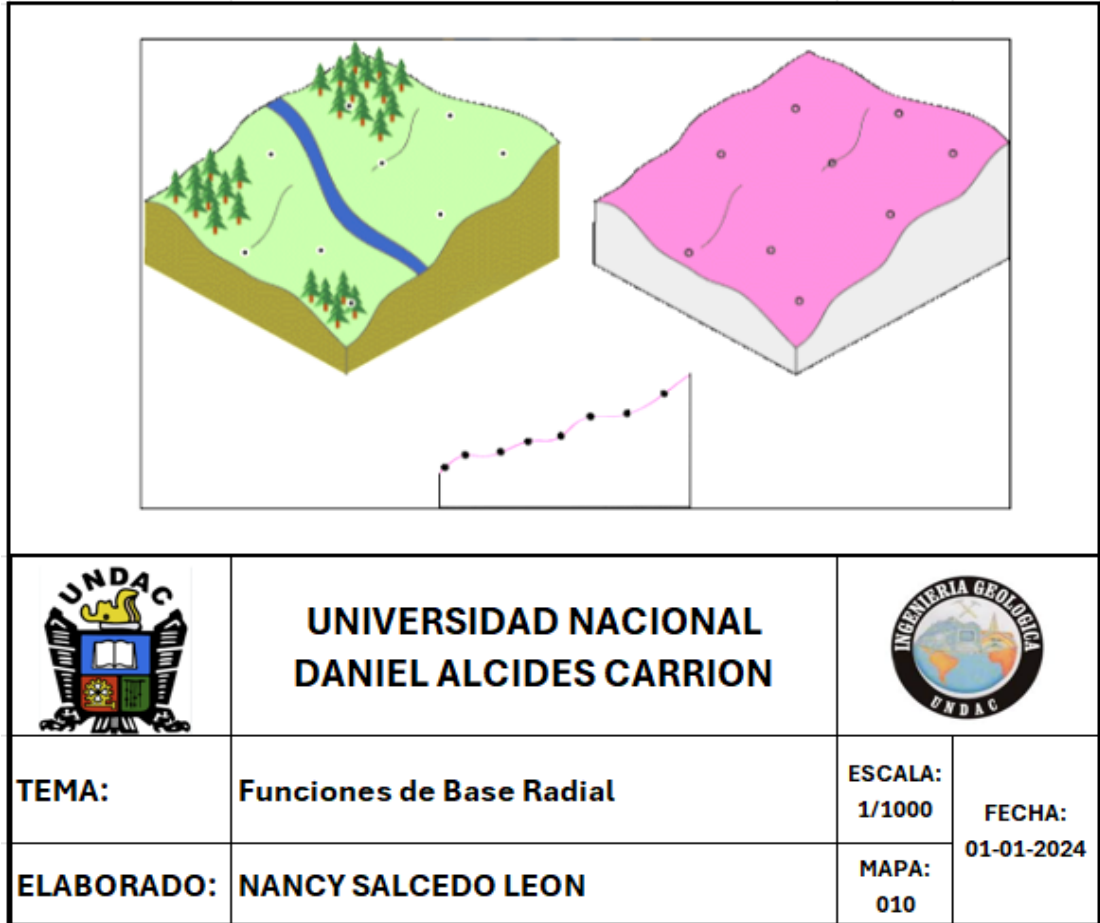 UNDAC
UNIVERSIDAD NACIONAL
DANIEL ALCIDES CARRION
INGENIERIA GEOLOGICA
UNDAC
TEMA:
Funciones de Base Radial
ESCALA:
1/1000
FECHA:
01-01-2024
ELABORADO:
NANCY SALCEDO LEON
MAPA:
010